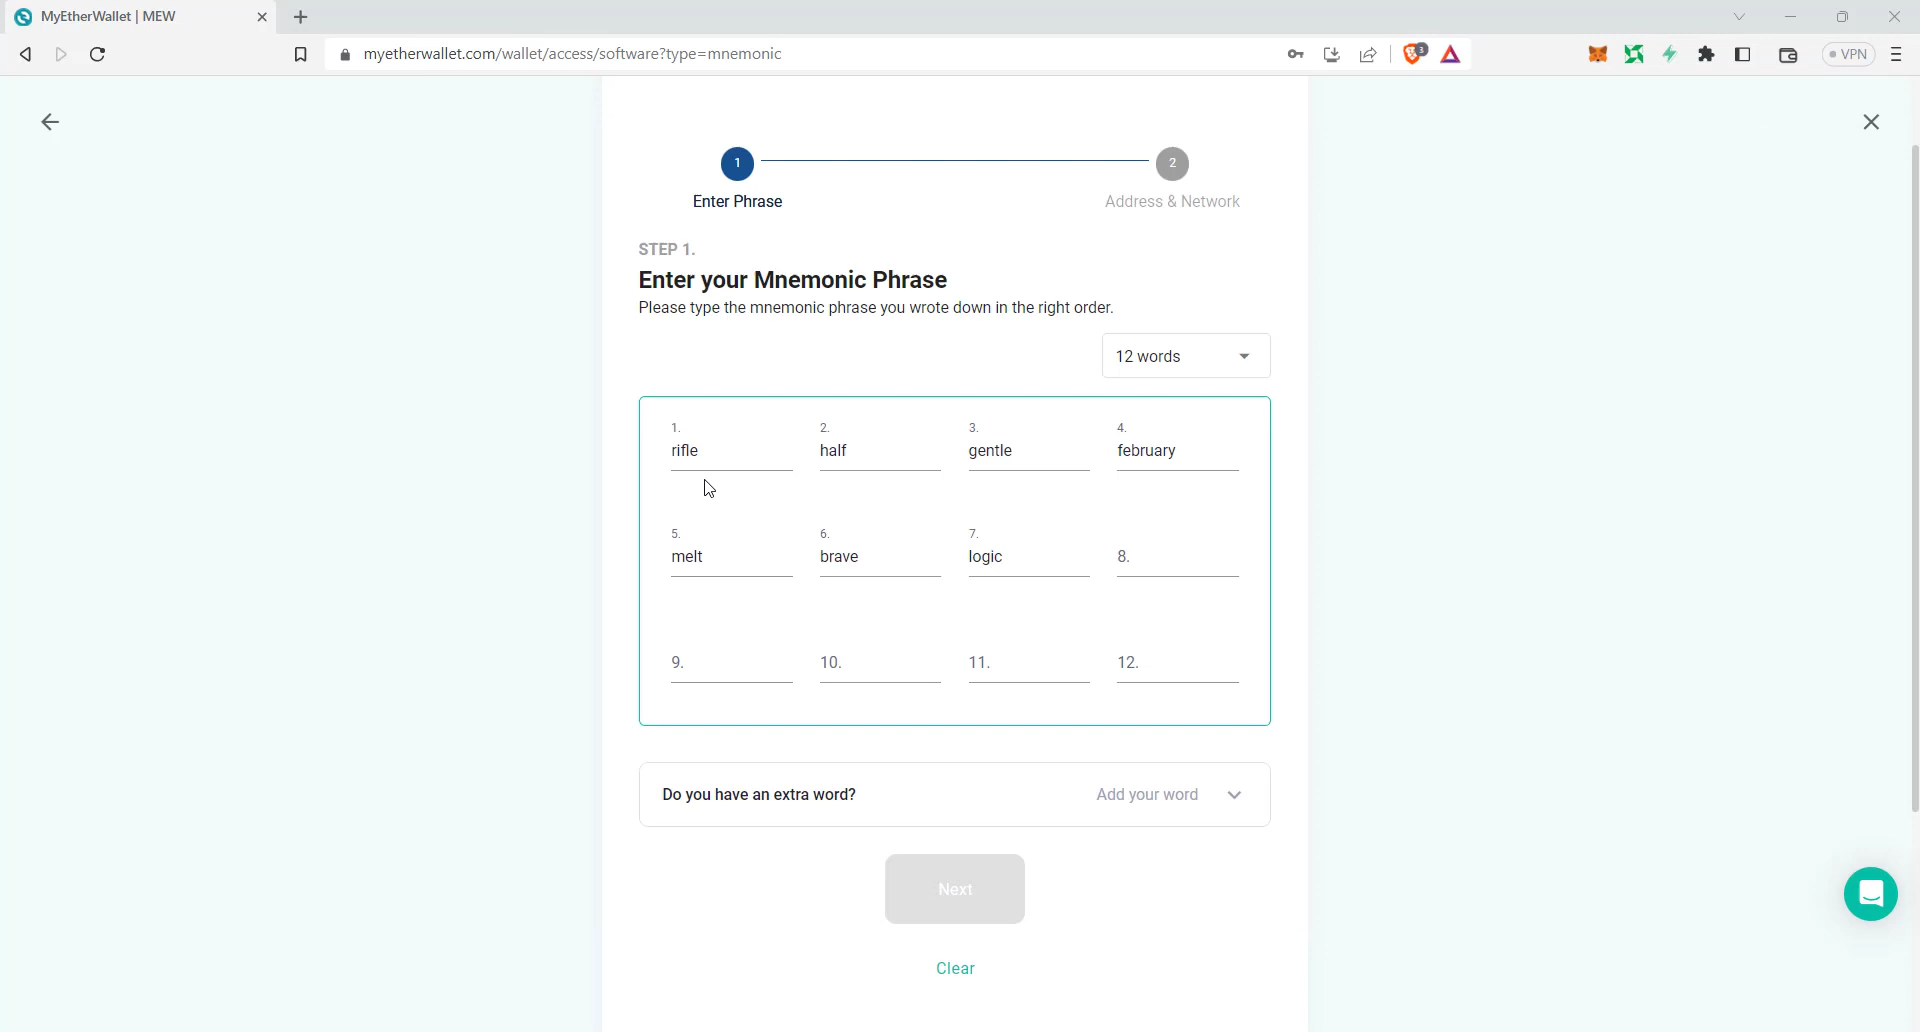 MyEtherWallet | MEW
myetherwallet.com/wallet/access/software?type=mnemonic
3
VPN
1
2
Enter Phrase
Address & Network
STEP 1.
Enter your Mnemonic Phrase
Please type the mnemonic phrase you wrote down in the right order.
12 words
1. 2. 3. 4.
rifle half gentle february
5. 6. 7.
melt brave logic 8.
9. 10. 11. 12.
Do you have an extra word? Add your word
Next
Clear